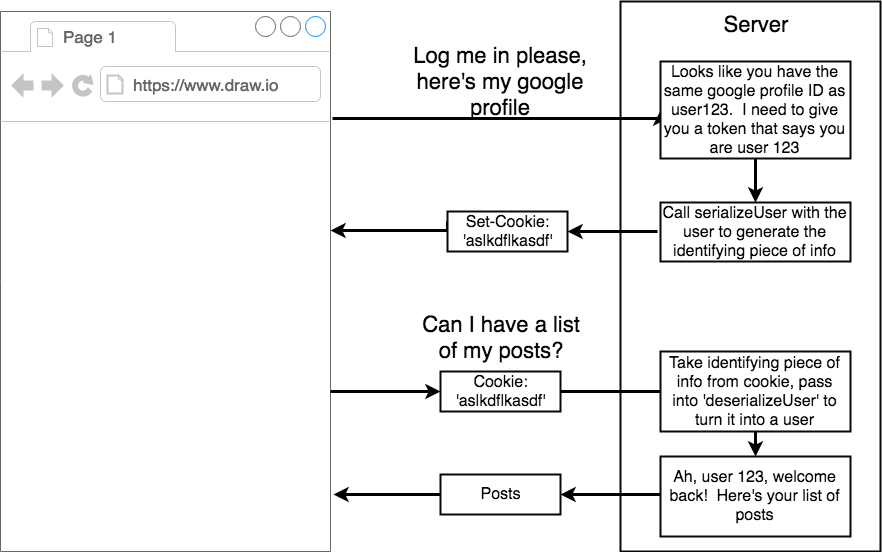 Page 1
https://www.draw.io
Log me in please,
here's my google
profile
Server
Looks like you have the
same google profile ID as
user123.  I need to give
you a token that says you
are user 123
Call serializeUser with the
user to generate the
identifying piece of info
Set-Cookie:
'aslkdflkasdf'
Can I have a list
of my posts?
Cookie:
'aslkdflkasdf'
Take identifying piece of
info from cookie, pass
into 'deserializeUser' to
turn it into a user
Ah, user 123, welcome
back!  Here's your list of
posts
Posts